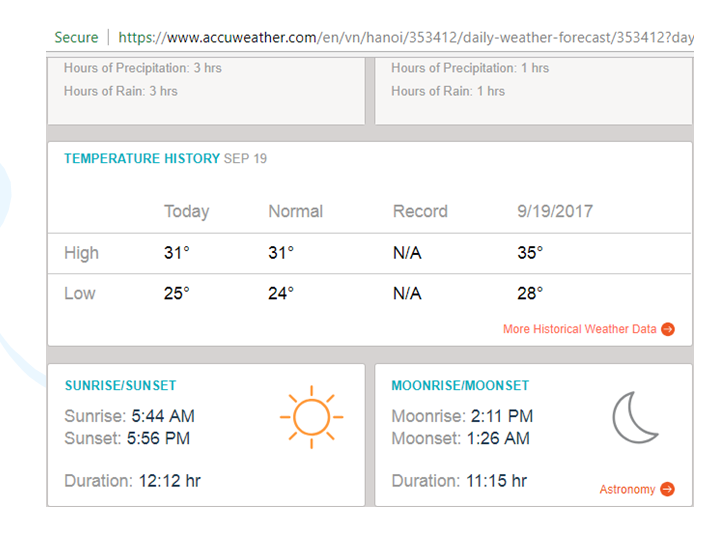 Secure | https://www.accuweather.com/en/vn/hanoi/353412/daily-weather-forecast/353412?day
Hours of Precipitation: 3 hrs
Hours of Rain: 3 hrs
Hours of Precipitation: 1 hrs
Hours of Rain: 1 hrs
TEMPERATURE HISTORY SEP 19
Today Normal Record 9/19/2017
High 31° 31° N/A 35°
Low 25° 24° N/A 28°
More Historical Weather Data
SUNRISE/SUNSET
Sunrise: 5:44 AM
Sunset: 5:56 PM
Duration: 12:12 hr
MOONRISE/MOONSET
Moonrise: 2:11 PM
Moonset: 1:26 AM
Duration: 11:15 hr
Astronomy